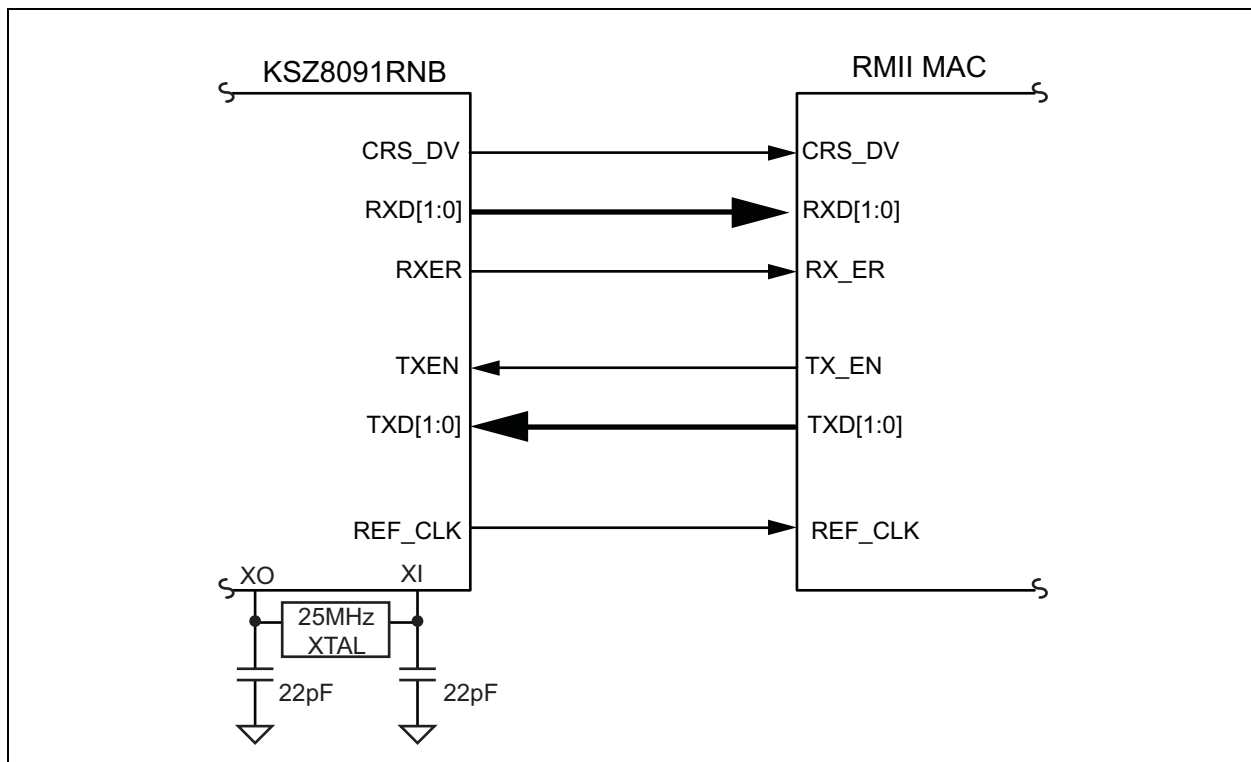 KSZ8091RNB
RMII MAC
CRS_DV
CRS_DV
RXD[1:0]
RXD[1:0]
RXER
RX_ER
TXEN
TX_EN
TXD[1:0]
TXD[1:0]
REF_CLK
REF_CLK
XO
XI
25MHz
XTAL
22pF
22pF